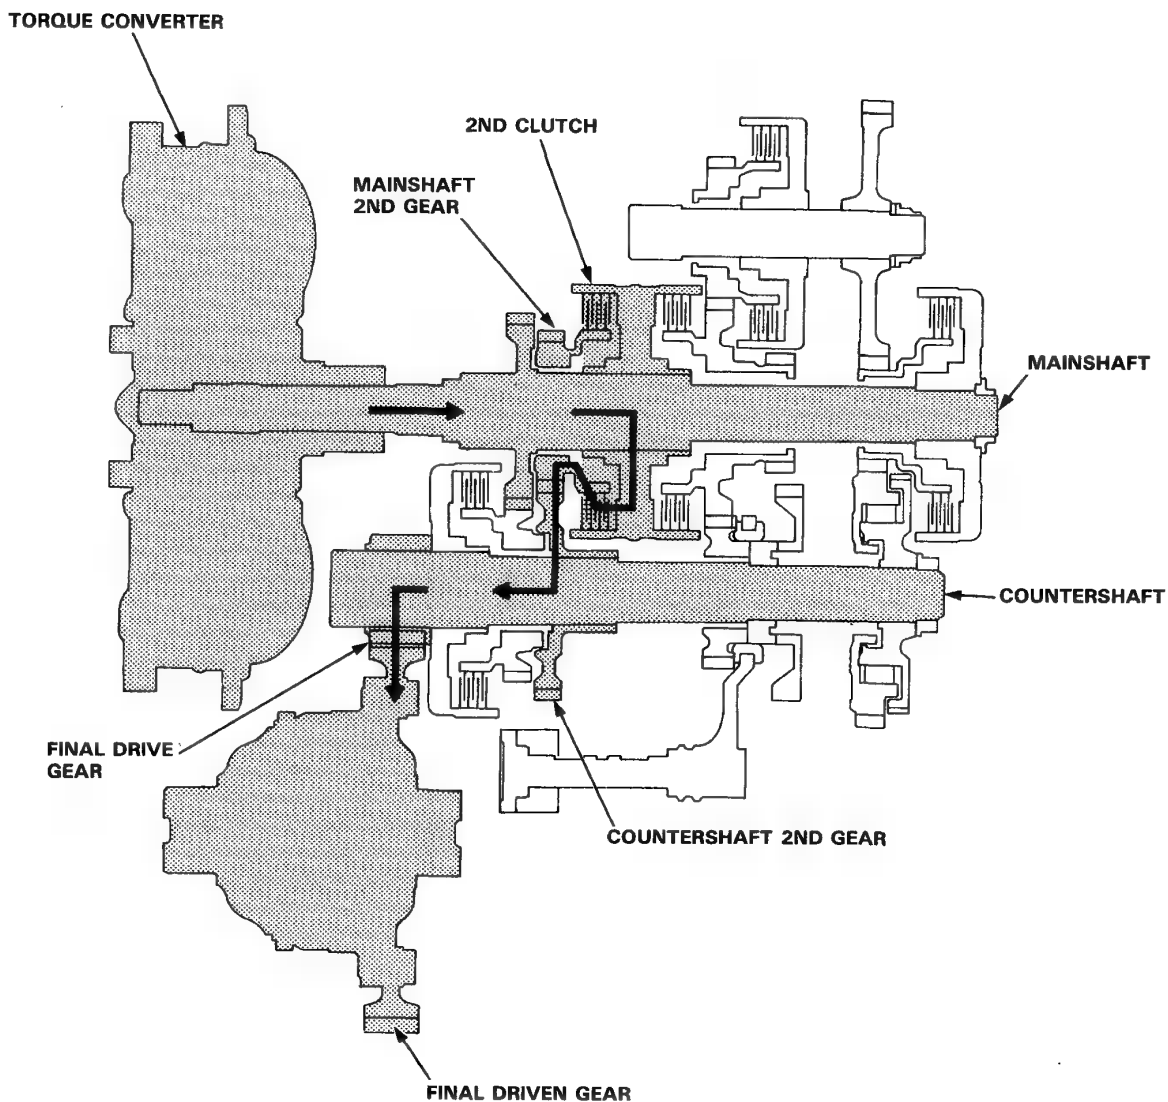 TORQUE CONVERTER
2ND CLUTCH
MAINSHAFT
2ND GEAR
MAINSHAFT
COUNTERSHAFT
FINAL DRIVE
GEAR
COUNTERSHAFT 2ND GEAR
FINAL DRIVEN GEAR